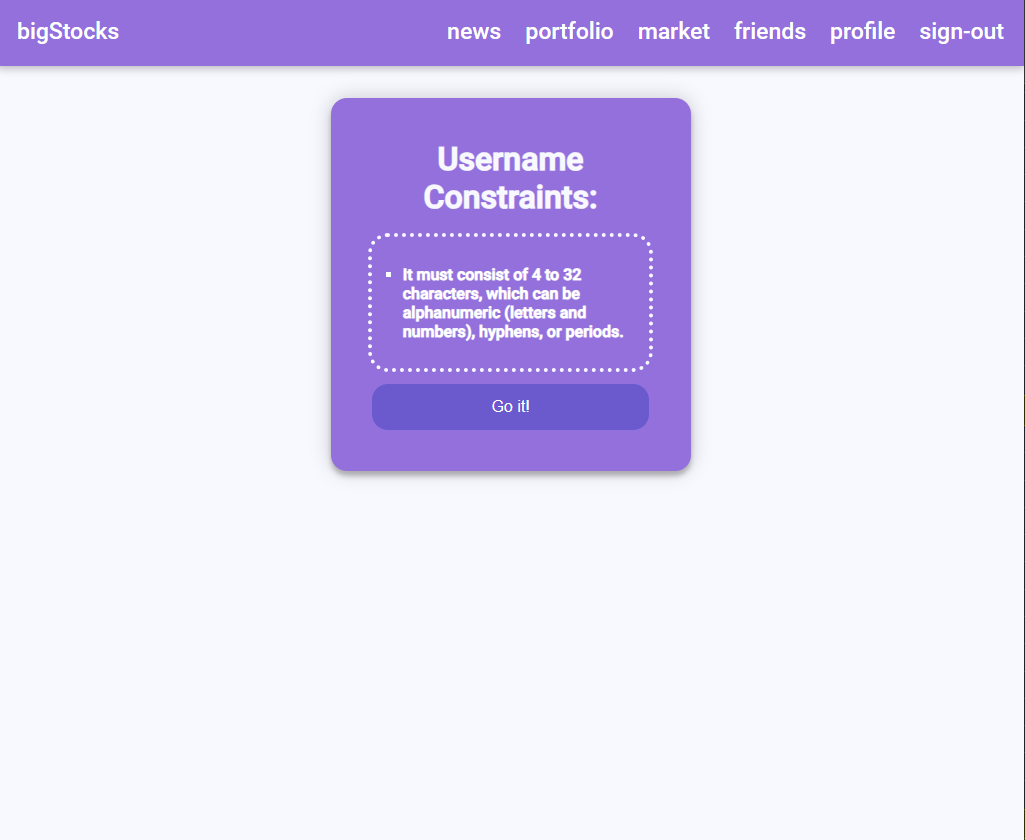 bigStocks news portfolio market friends profile sign-out
Username
Constraints:
It must consist of 4 to 32
characters, which can be
alphanumeric (letters and
numbers), hyphens, or periods.
Go it!